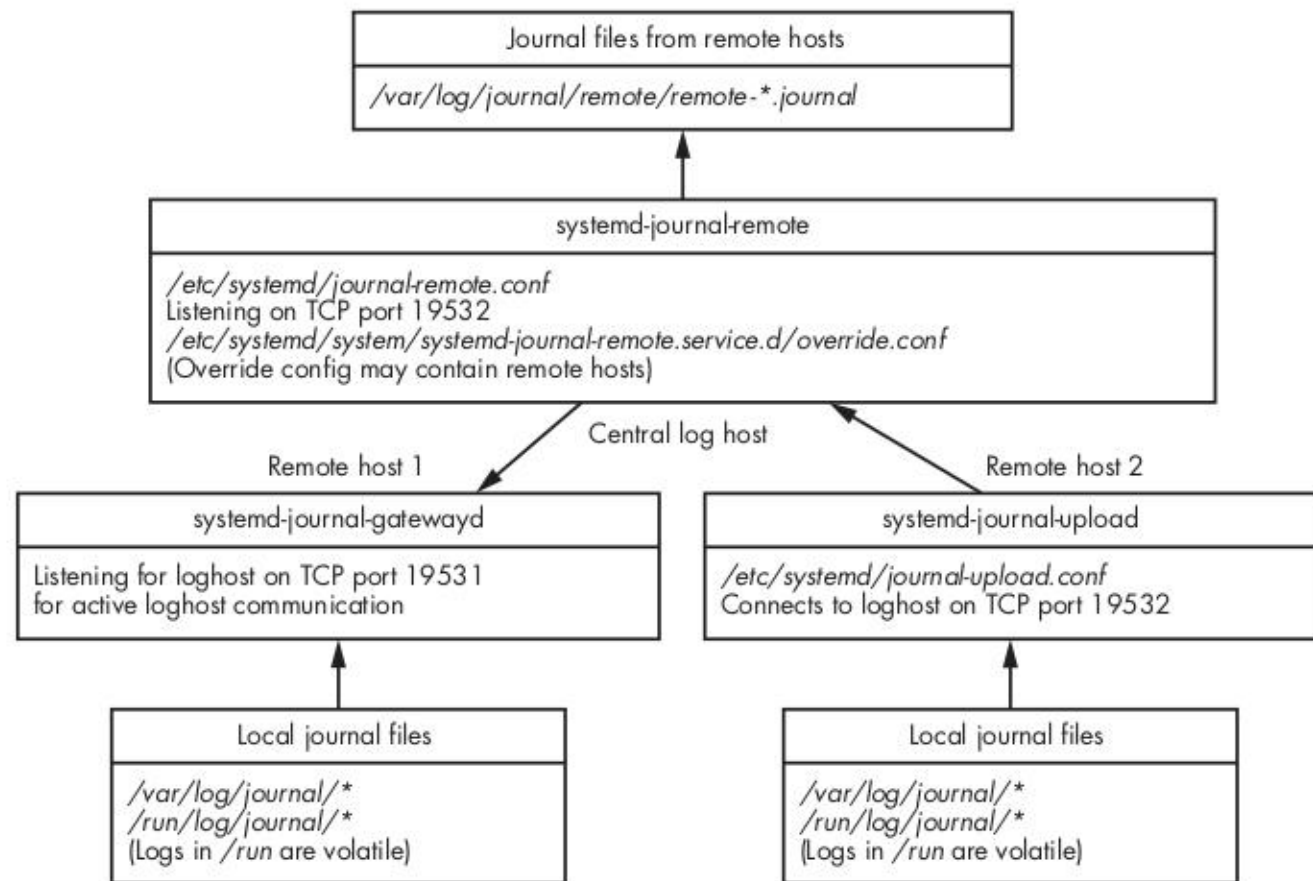 Journal files from remote hosts
/var/log/journal/remote/remote-*.journal
systemd-journal-remote
/etc/systemd/journal-remote.conf
Listening on TCP port 19532
/etc/systemd/system/systemd-journal-remote.service.d/override.conf
(Override config may contain remote hosts)
Central log host
Remote host 1
systemd-journal-gatewayd
Listening for loghost on TCP port 19531
for active loghost communication
Local journal files
/var/log/journal/*
/run/log/journal/*
(Logs in /run are volatile)
Remote host 2
systemd-journal-upload
/etc/systemd/journal-upload.conf
Connects to loghost on TCP port 19532
Local journal files
/var/log/journal/*
/run/log/journal/*
(Logs in /run are volatile)